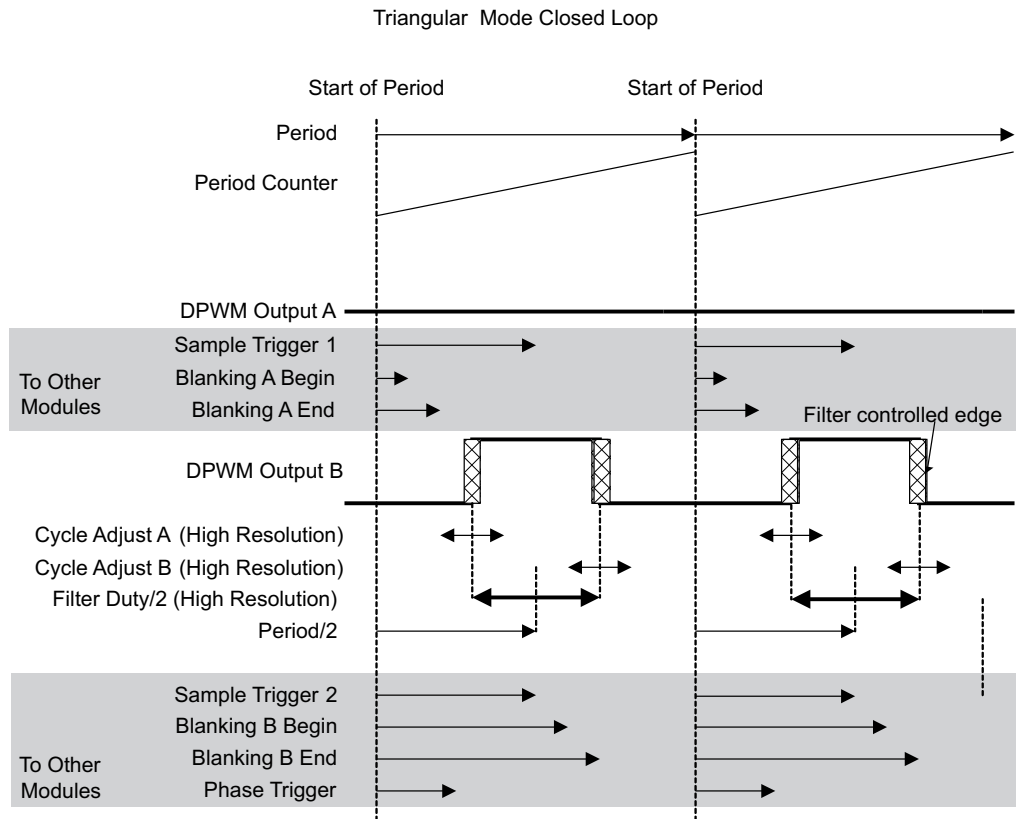 Triangular Mode Closed Loop
Start of Period
Start of Period
Period
Period Counter
DPWM Output A
Sample Trigger 1
Blanking A Begin
Blanking A End
To Other
Modules
Filter controlled edge
DPWM Output B
Cycle Adjust A (High Resolution)
Cycle Adjust B (High Resolution)
Filter Duty/2 (High Resolution)
Period/2
Sample Trigger 2
Blanking B Begin
Blanking B End
Phase Trigger
To Other
Modules